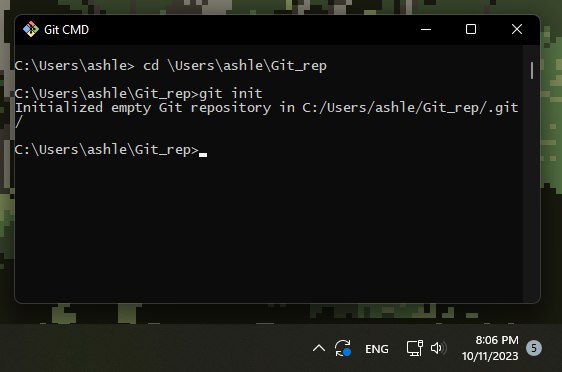 Git CMD
C:\Users\ashle> cd \Users\ashle\Git_rep
C:\Users\ashle\Git_rep>git init
Initialized empty Git repository in C:/Users/ashle/Git_rep/.git
/
C:\Users\ashle\Git_rep>
ENG
8:06 PM
10/11/2023
5